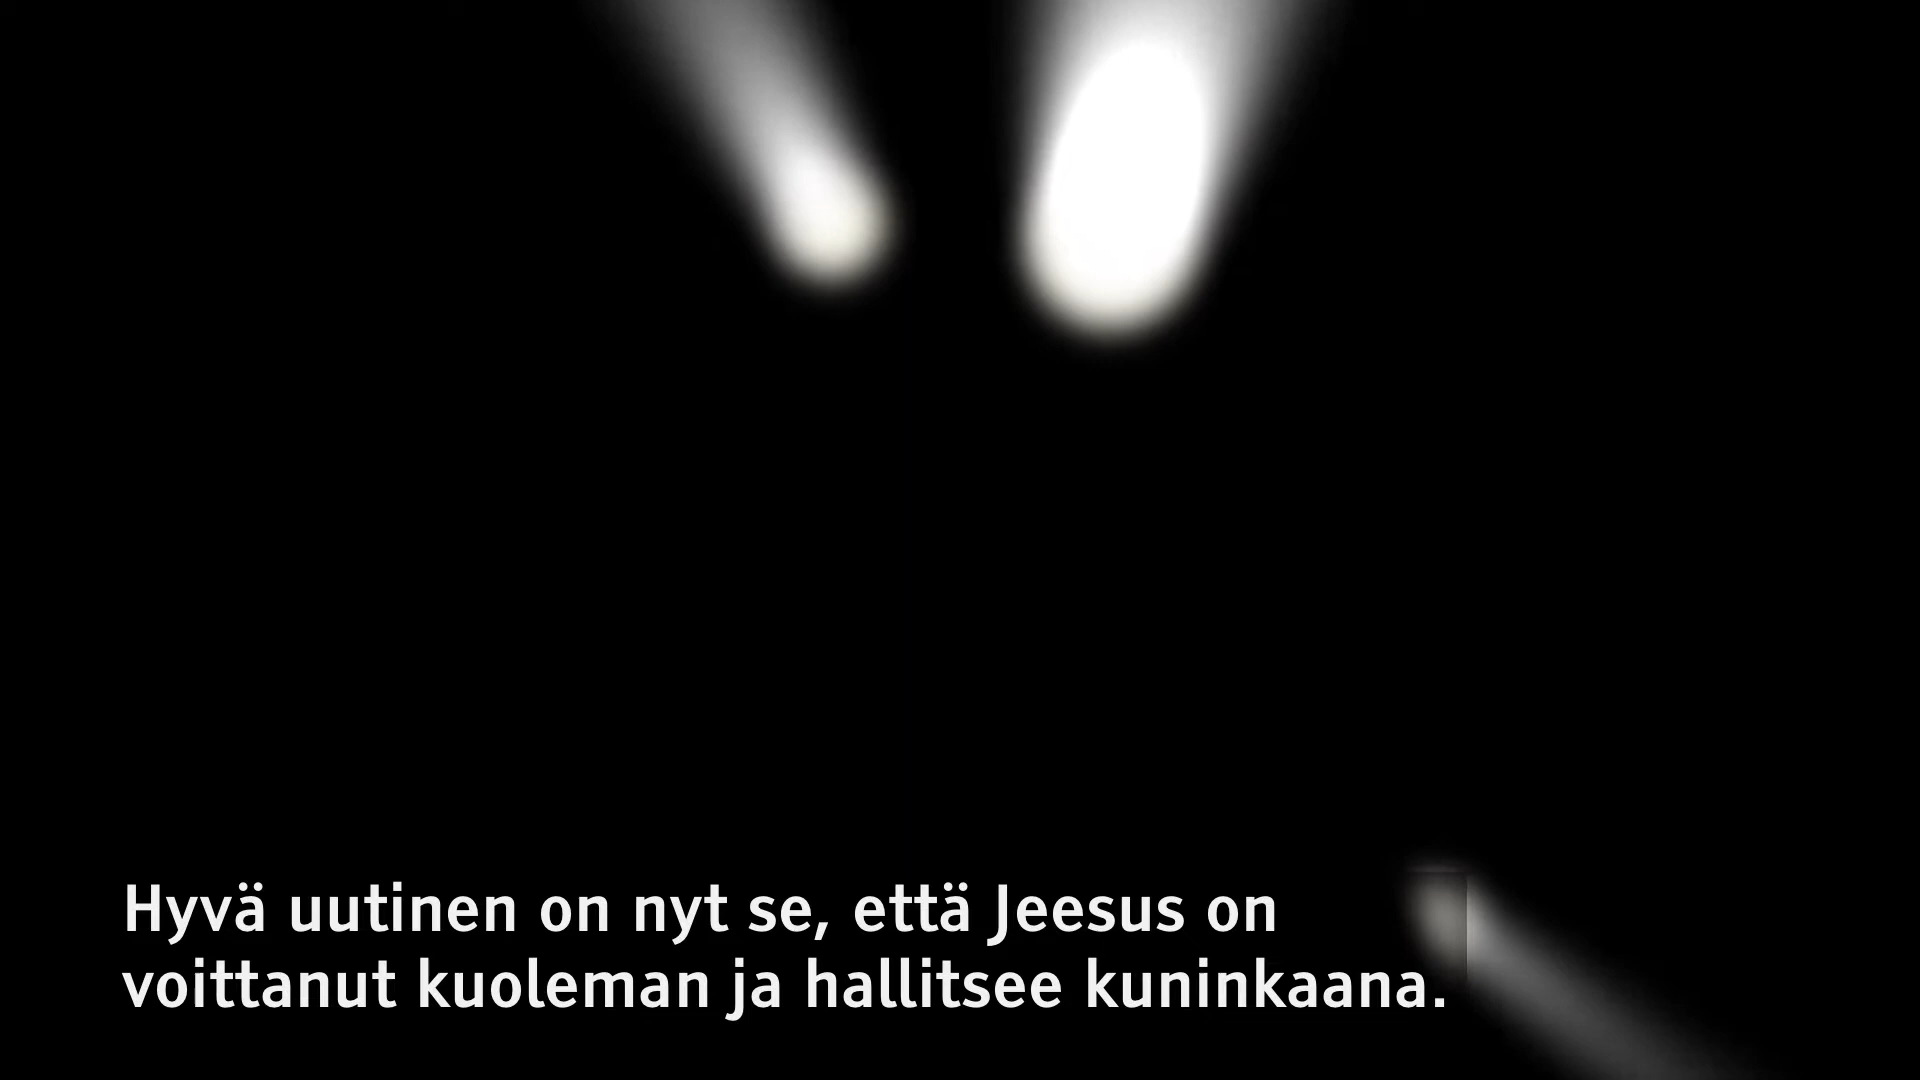 Hyvä uutinen on nyt se, että Jeesus on
voittanut kuoleman ja hallitsee kuninkaana.